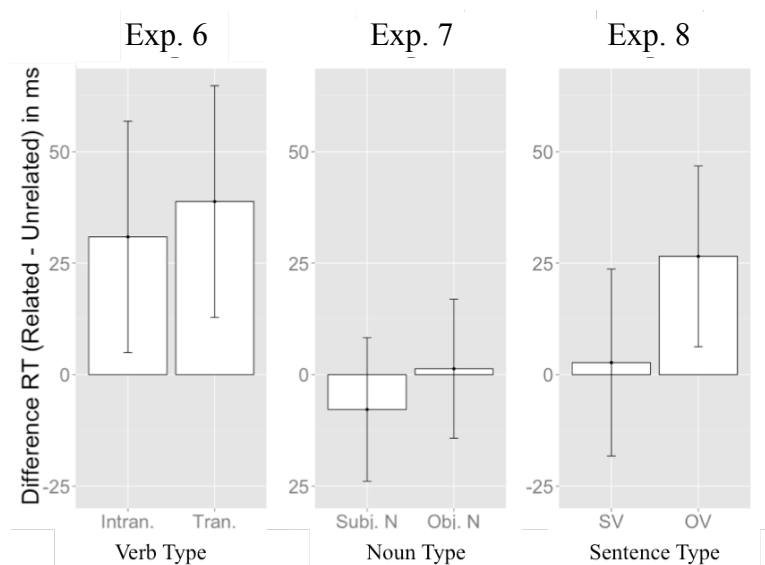 Exp. 6
Exp. 7
Exp. 8
Difference RT (Related - Unrelated) in ms
50
25
0
-25
Intran.
Tran.
Verb Type
50
25
0
25
Subj. N
Obj. N
Noun Type
50
25
0
-25
SV
OV
Sentence Type